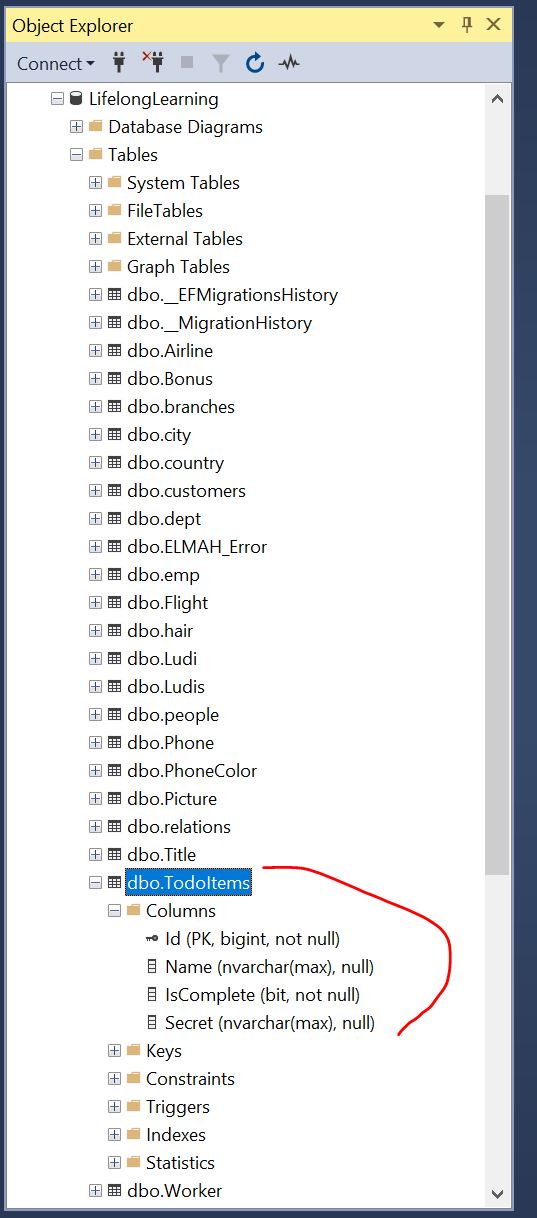 Object Explorer
Connect
LifelongLearning
Database Diagrams
Tables
System Tables
FileTables
External Tables
Graph Tables
dbo.__EFMigrationsHistory
dbo.__MigrationHistory
dbo.Airline
dbo.Bonus
dbo.branches
dbo.city
dbo.country
dbo.customers
dbo.dept
dbo.ELMAH_Error
dbo.emp
dbo.Flight
dbo.hair
dbo.Ludi
dbo.Ludis
dbo.people
dbo.Phone
dbo.PhoneColor
dbo.Picture
dbo.relations
dbo.Title
dbo.TodoItems
Columns
Id (PK, bigint, not null)
Name (nvarchar(max), null)
IsComplete (bit, not null)
Secret (nvarchar(max), null)
Keys
Constraints
Triggers
Indexes
Statistics
dbo.Worker